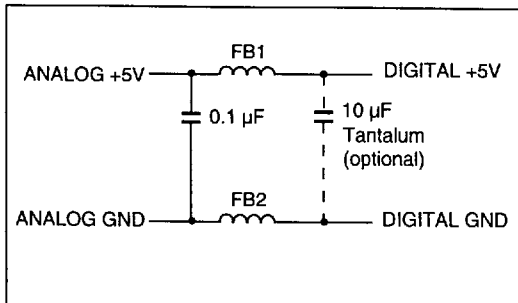 FB1
ANALOG +5V
DIGITAL +5V
0.1 µF
10 µF
Tantalum
(optional)
FB2
ANALOG GND
DIGITAL GND